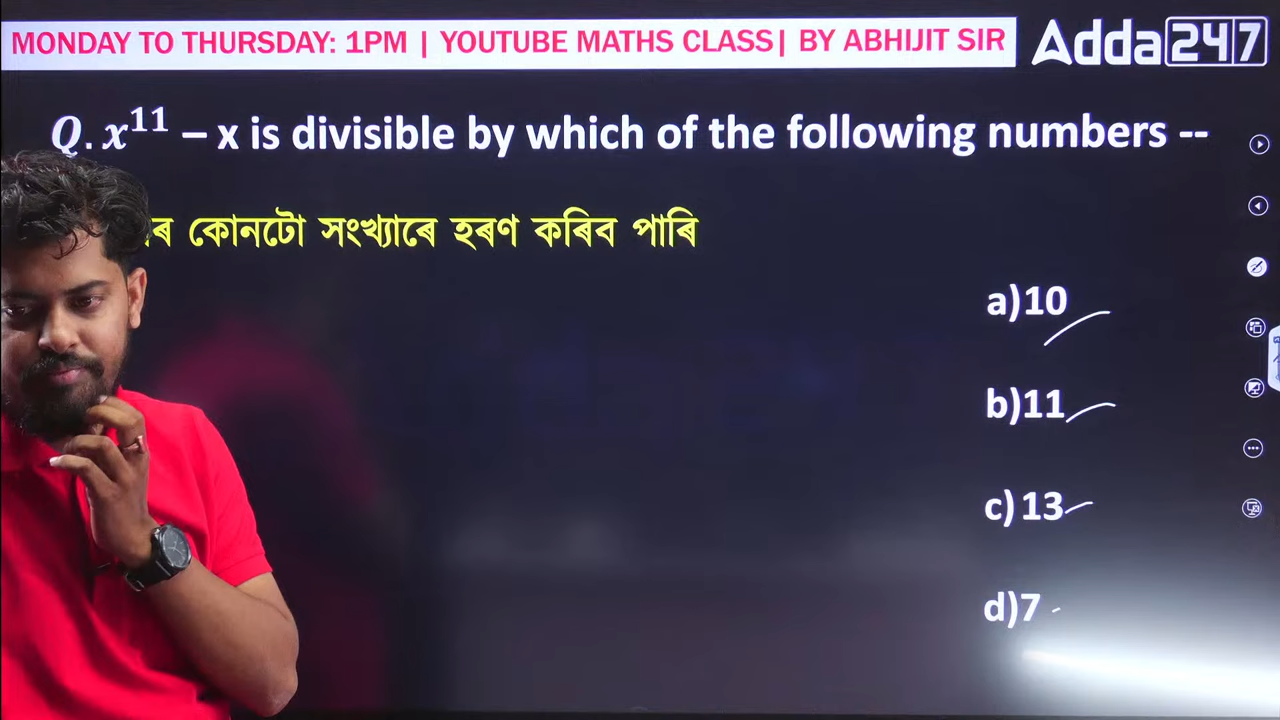 MONDAY TO THURSDAY: 1PM | YOUTUBE MATHS CLASS| BY ABHIJIT SIR
Adda247
Q. x¹¹ – x is divisible by which of the following numbers --
কোনটো সংখ্যাৰে হৰণ কৰিব পাৰি
a)10
b)11
c)13
d)7